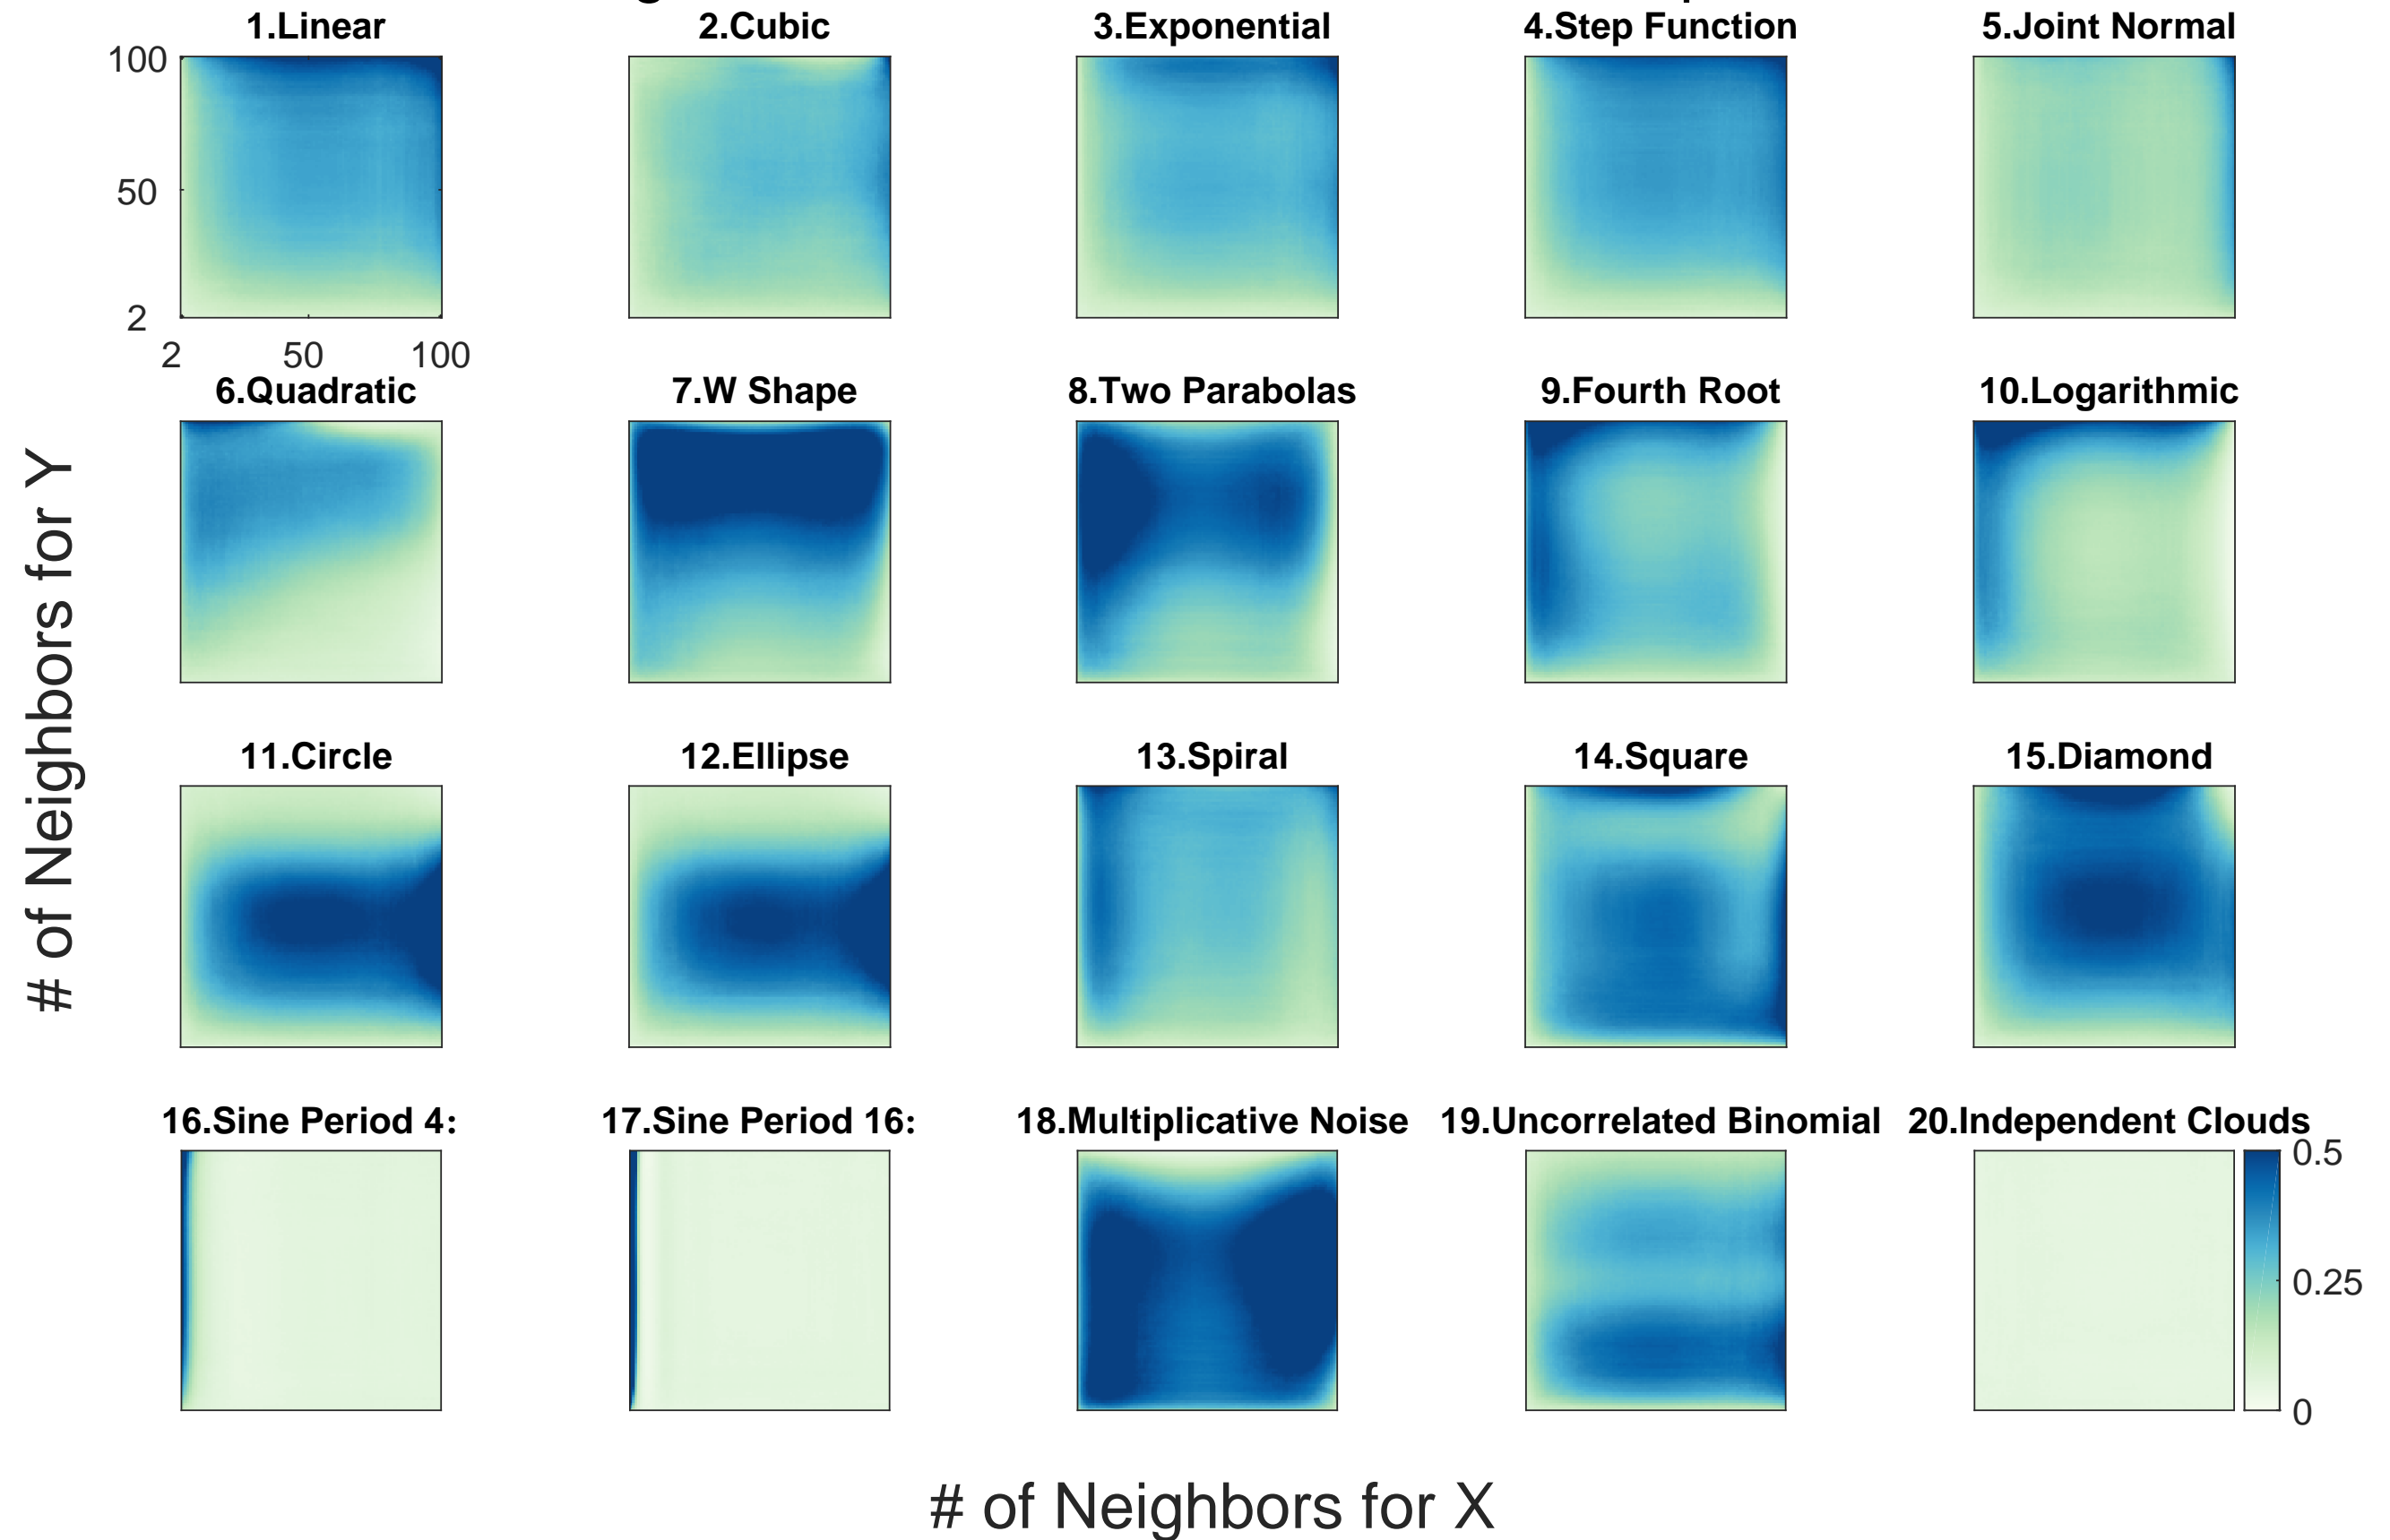 1.Linear
2.Cubic
3.Exponential
4.Step Function
5.Joint Normal
100
50
2
2
50
100
6.Quadratic
7.W Shape
8.Two Parabolas
9.Fourth Root
10.Logarithmic
# of Neighbors for Y
11.Circle
12.Ellipse
13.Spiral
14.Square
15.Diamond
16.Sine Period 4:
17.Sine Period 16:
18.Multiplicative Noise
19.Uncorrelated Binomial
20.Independent Clouds
0.5
0.25
0
# of Neighbors for X